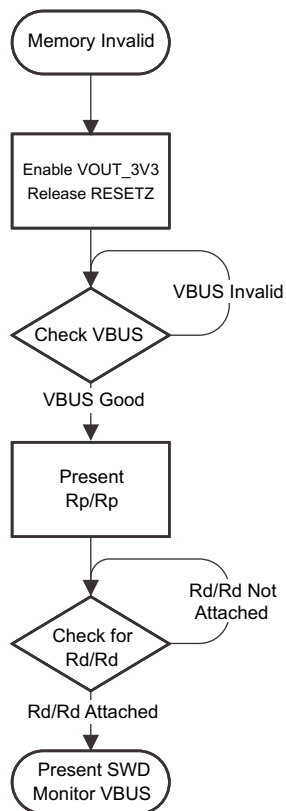 Memory Invalid
Enable VOUT_3V3
Release RESETZ
VBUS Invalid
Check VBUS
VBUS Good
Present
Rp/Rp
Rd/Rd Not
Attached
Check for
Rd/Rd
Rd/Rd Attached
Present SWD
Monitor VBUS